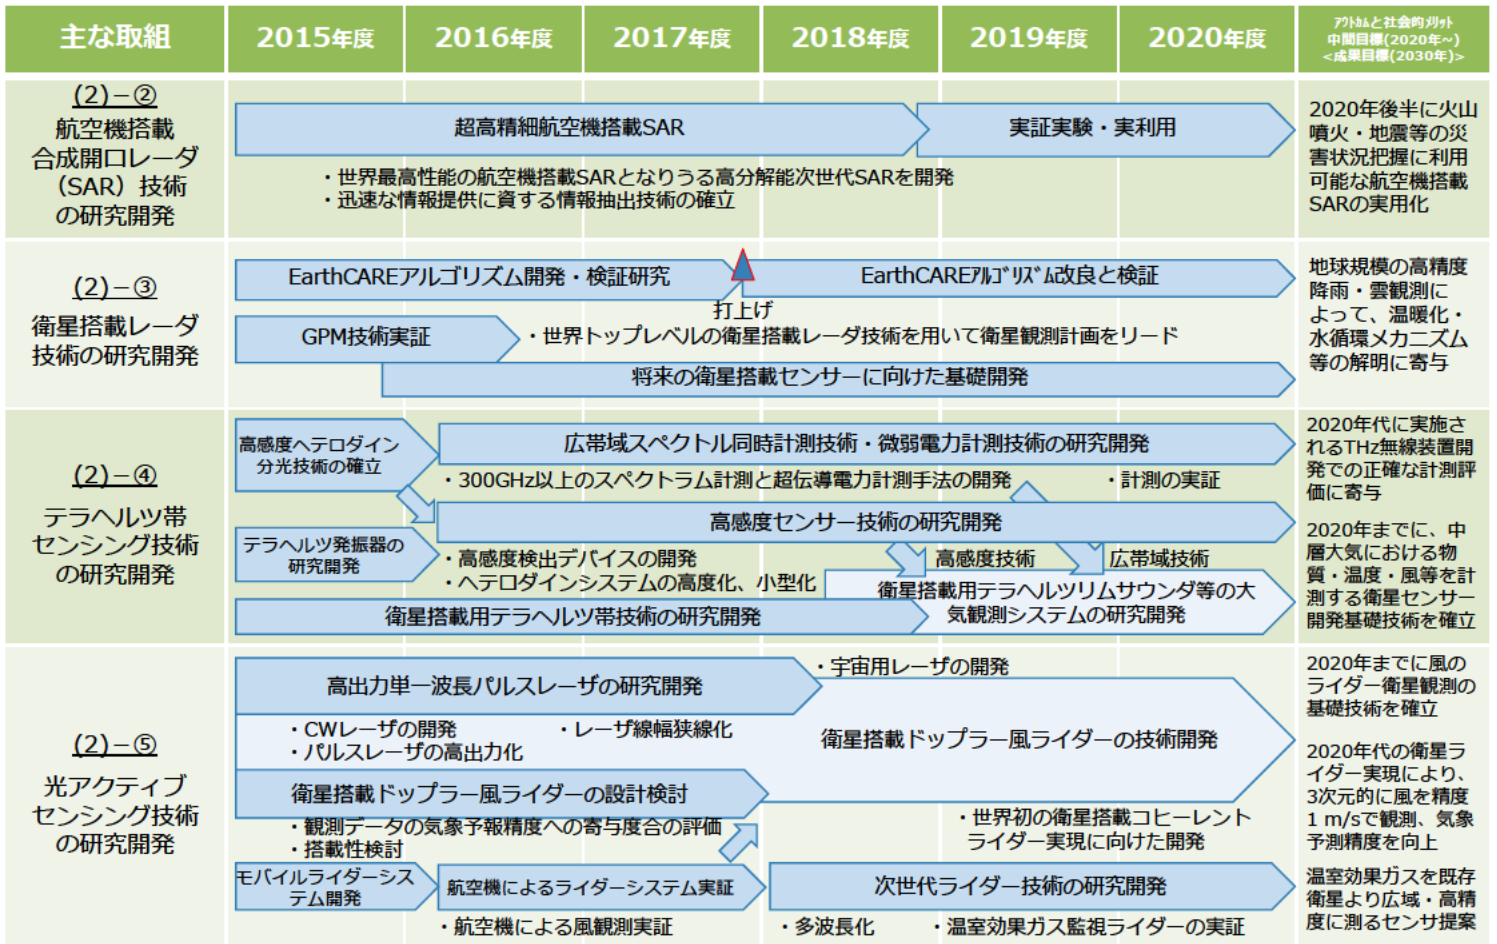 主な取組
2015年度
2016年度
2017年度
2018年度
2019年度
2020年度
ｱｳﾄｶﾑと社会的ﾒﾘｯﾄ
中間目標(2020年~)
<成果目標(2030年)>
(2)－②
航空機搭載
合成開口レーダ
（SAR）技術
の研究開発
超高精細航空機搭載SAR
実証実験・実利用
・世界最高性能の航空機搭載SARとなりうる高分解能次世代SARを開発
・迅速な情報提供に資する情報抽出技術の確立
2020年後半に火山
噴火・地震等の災
害状況把握に利用
可能な航空機搭載
SARの実用化
(2)－③
衛星搭載レーダ
技術の研究開発
EarthCAREアルゴリズム開発・検証研究
EarthCAREｱﾙｺﾞﾘｽﾞﾑ改良と検証
打上げ
GPM技術実証
・世界トップレベルの衛星搭載レーダ技術を用いて衛星観測計画をリード
将来の衛星搭載センサーに向けた基礎開発
地球規模の高精度
降雨・雲観測に
よって、温暖化・
水循環メカニズム
等の解明に寄与
(2)－④
テラヘルツ帯
センシング技術
の研究開発
高感度ヘテロダイン
分光技術の確立
広帯域スペクトル同時計測技術・微弱電力計測技術の研究開発
・300GHz以上のスペクトラム計測と超伝導電力計測手法の開発
・計測の実証
高感度センサー技術の研究開発
テラヘルツ発振器の
研究開発
・高感度検出デバイスの開発
・ヘテロダインシステムの高度化、小型化
高感度技術
広帯域技術
衛星搭載用テラヘルツリムサウンダ等の大
気観測システムの研究開発
衛星搭載用テラヘルツ帯技術の研究開発
2020年代に実施さ
れるTHz無線装置開
発での正確な計測評
価に寄与
2020年までに、中
層大気における物
質・温度・風等を計
測する衛星センサー
開発基礎技術を確立
(2)－⑤
光アクティブ
センシング技術
の研究開発
高出力単一波長パルスレーザの研究開発
・宇宙用レーザの開発
・CWレーザの開発
・レーザ線幅狭線化
・パルスレーザの高出力化
衛星搭載ドップラー風ライダーの技術開発
衛星搭載ドップラー風ライダーの設計検討
・観測データの気象予報精度への寄与度合の評価
・搭載性検討
・世界初の衛星搭載コヒーレント
ライダー実現に向けた開発
モバイルライダーシス
テム開発
航空機によるライダーシステム実証
次世代ライダー技術の研究開発
・航空機による風観測実証
・多波長化
・温室効果ガス監視ライダーの実証
2020年までに風の
ライダー衛星観測の
基礎技術を確立
2020年代の衛星ラ
イダー実現により、
3次元的に風を精度
1 m/sで観測、気象
予測精度を向上
温室効果ガスを既存
衛星より広域・高精
度に測るセンサ提案